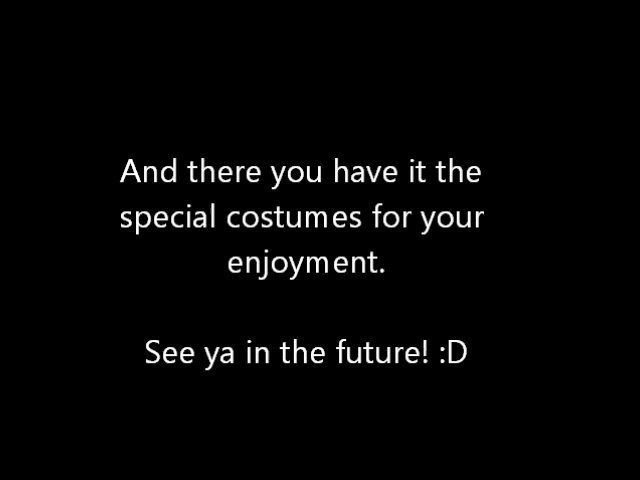 And there you have it the
special costumes for your
enjoyment.
See ya in the future! :D